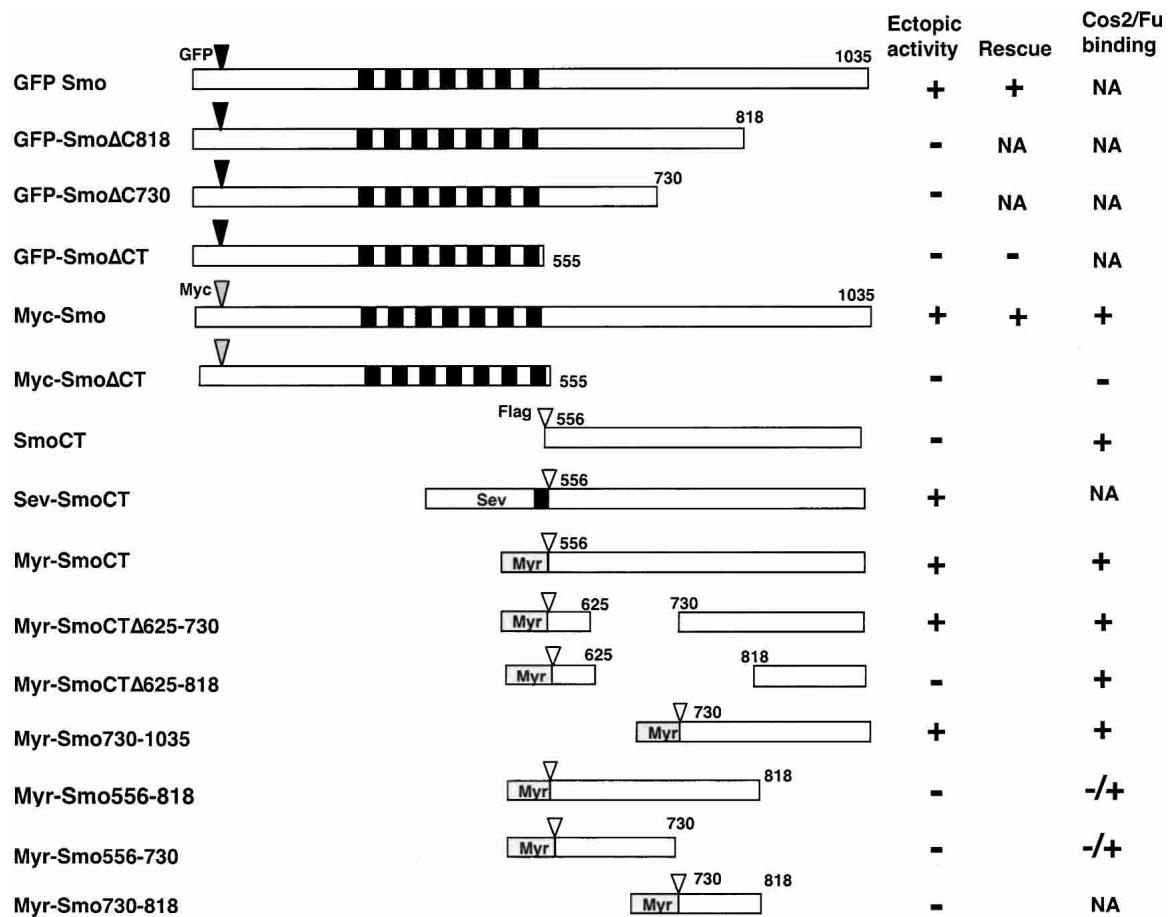 Ectopic activity Rescue Cos2/Fu binding
GFP 1035
GFP Smo + + NA
818
GFP-SmoΔC818 - NA NA
730
GFP-SmoΔC730 - NA NA
GFP-SmoΔCT 555 - - NA
Myc 1035
Myc-Smo + + +
Myc-SmoΔCT 555 - -
Flag 556
SmoCT - +
556
Sev-SmoCT Sev + NA
556
Myr-SmoCT Myr + +
625 730
Myr-SmoCTΔ625-730 Myr + +
625 818
Myr-SmoCTΔ625-818 Myr - +
730
Myr-Smo730-1035 Myr + +
818
Myr-Smo556-818 Myr - -/+
730
Myr-Smo556-730 Myr - -/+
730 818
Myr-Smo730-818 Myr - NA